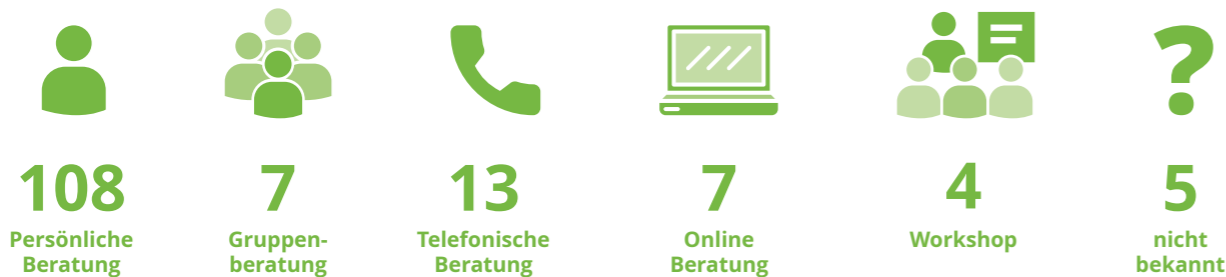 ?
108
Persönliche
Beratung
7
Gruppen-
beratung
13
Telefonische
Beratung
7
Online
Beratung
4
Workshop
5
nicht
bekannt